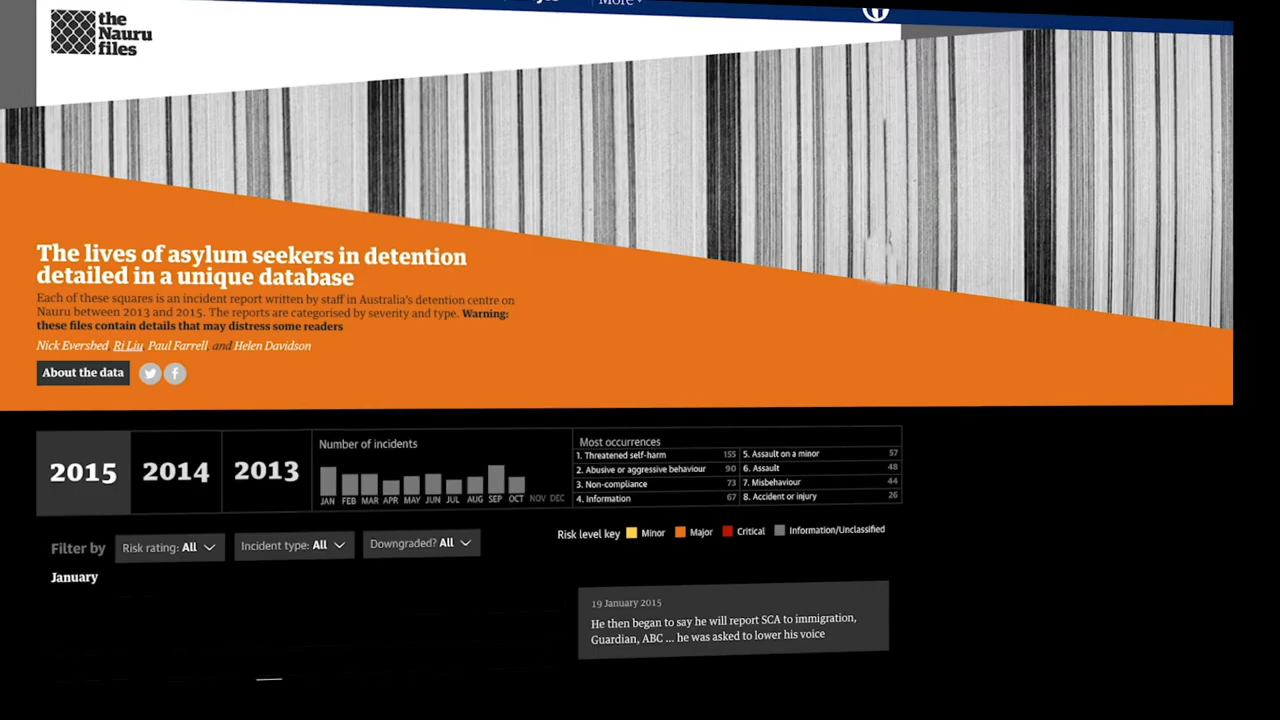 More
the
Nauru
files
The lives of asylum seekers in detention
detailed in a unique database
Each of these squares is an incident report written by staff in Australia's detention centre on
Nauru between 2013 and 2015. The reports are categorised by severity and type. Warning:
these files contain details that may distress some readers
Nick Evershed, Ri Liu, Paul Farrell, and Helen Davidson
About the data
2015 2014 2013
Number of incidents
JAN FEB MAR APR MAY JUN JUL AUG SEP OCT NOV DEC
Most occurrences
1. Threatened self-harm 155 5. Assault on a minor 57
2. Abusive or aggressive behaviour 90 6. Assault 48
3. Non-compliance 73 7. Misbehaviour 44
4. Information 67 8. Accident or injury 26
Filter by Risk rating: All Incident type: All Downgraded? All
Risk level key Minor Major Critical Information/Unclassified
January
19 January 2015
He then began to say he will report SCA to immigration,
Guardian, ABC ... he was asked to lower his voice